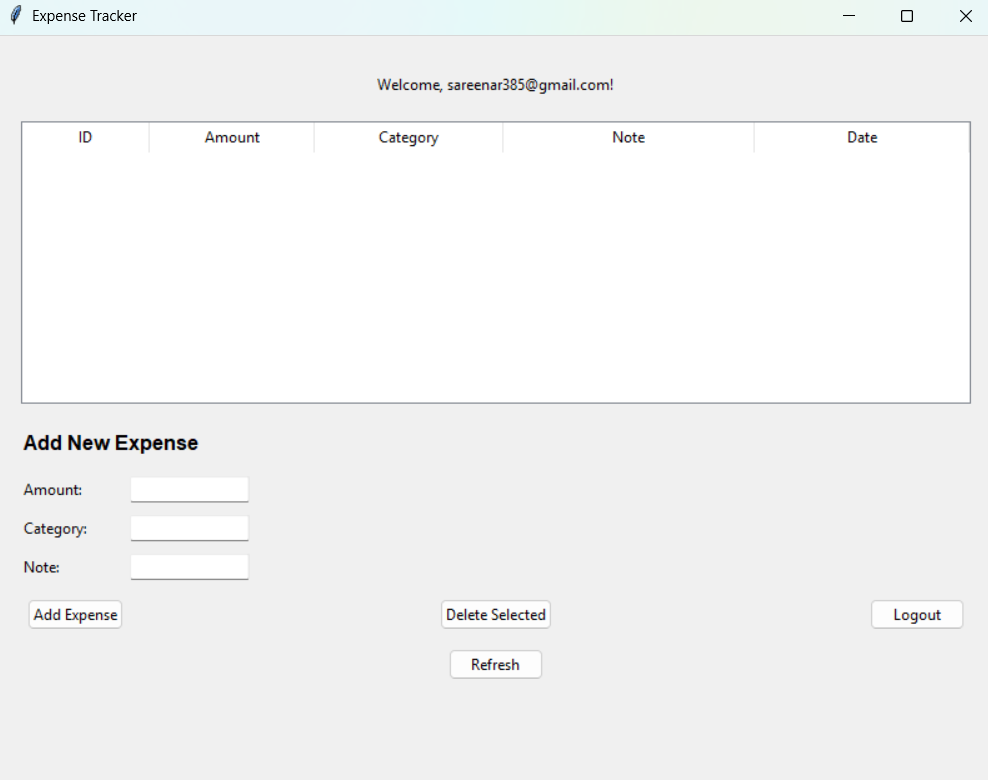 Expense Tracker
Welcome, sareenar385@gmail.com!
ID Amount Category Note Date
Add New Expense
Amount:
Category:
Note:
Add Expense Delete Selected Logout
Refresh